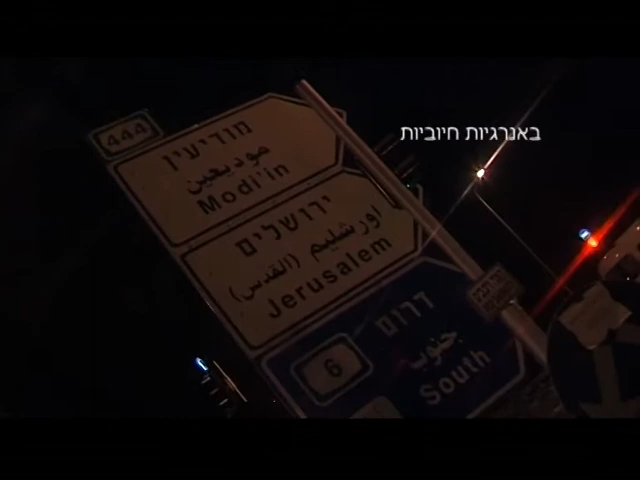 באנרגיות חיוביות
444
מודיעין
موديعين
Modi'in
ירושלים
اورشليم (القدس)
Jerusalem
דרום
جنوب
South
6